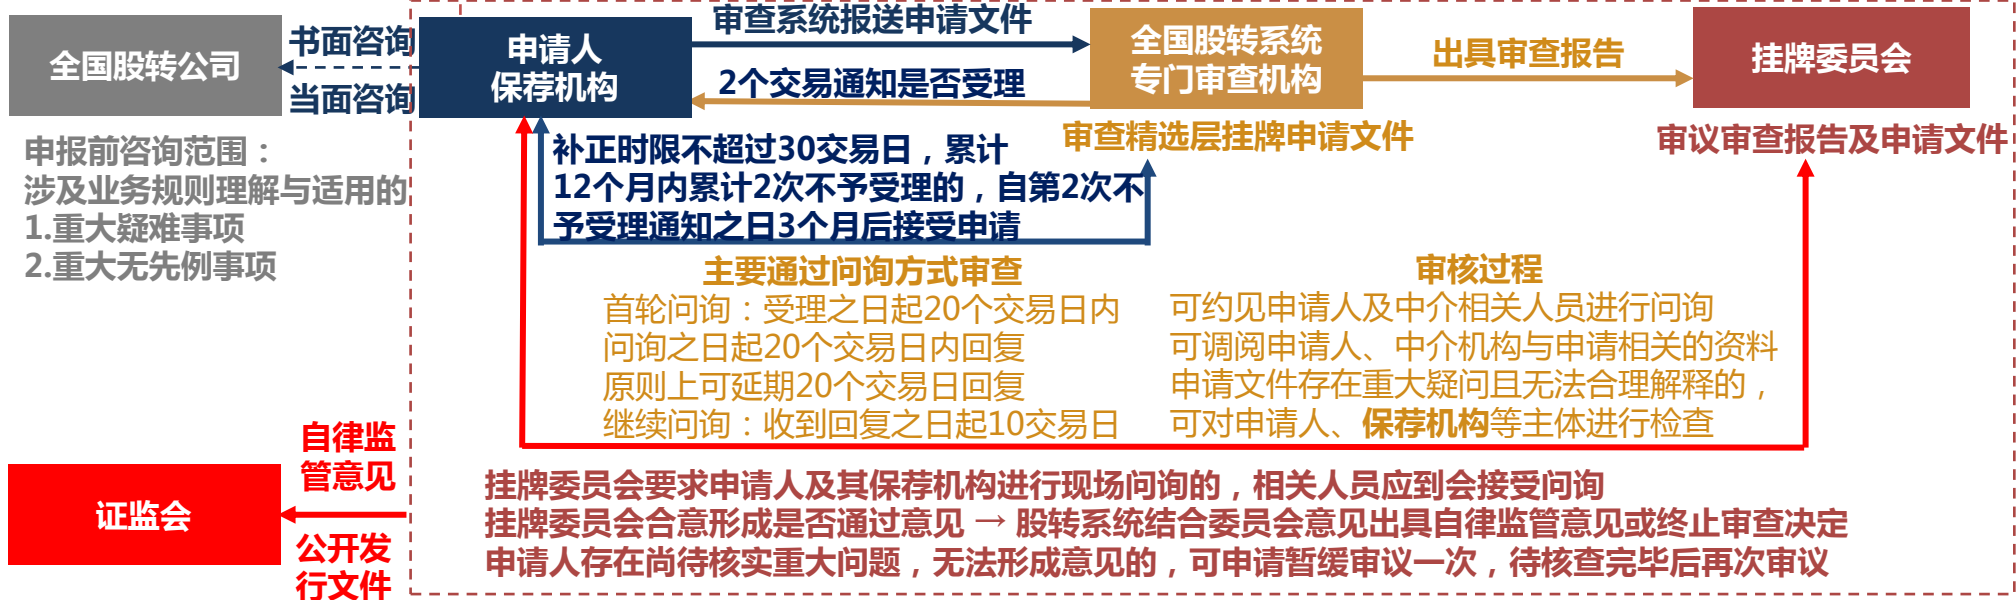 全国股转公司
书面咨询
当面咨询
申报前咨询范围：
涉及业务规则理解与适用的
1.重大疑难事项
2.重大无先例事项
申请人
保荐机构
审查系统报送申请文件
2个交易通知是否受理
全国股转系统
专门审查机构
审查精选层挂牌申请文件
出具审查报告
挂牌委员会
审议审查报告及申请文件
补正时限不超过30交易日，累计
12个月内累计2次不予受理的，自第2次不
予受理通知之日3个月后接受申请
主要通过问询方式审查
首轮问询：受理之日起20个交易日内
问询之日起20个交易日内回复
原则上可延期20个交易日回复
继续问询：收到回复之日起10交易日
审核过程
可约见申请人及中介相关人员进行问询
可调阅申请人、中介机构与申请相关的资料
申请文件存在重大疑问且无法合理解释的，
可对申请人、保荐机构等主体进行检查
自律监
管意见
证监会
公开发
行文件
挂牌委员会要求申请人及其保荐机构进行现场问询的，相关人员应到会接受问询
挂牌委员会合意形成是否通过意见 → 股转系统结合委员会意见出具自律监管意见或终止审查决定
申请人存在尚待核实重大问题，无法形成意见的，可申请暂缓审议一次，待核查完毕后再次审议